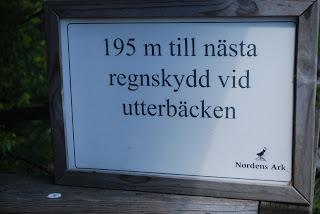 195 m till nästa
regnskydd vid
utterbäcken
Nordens Ark